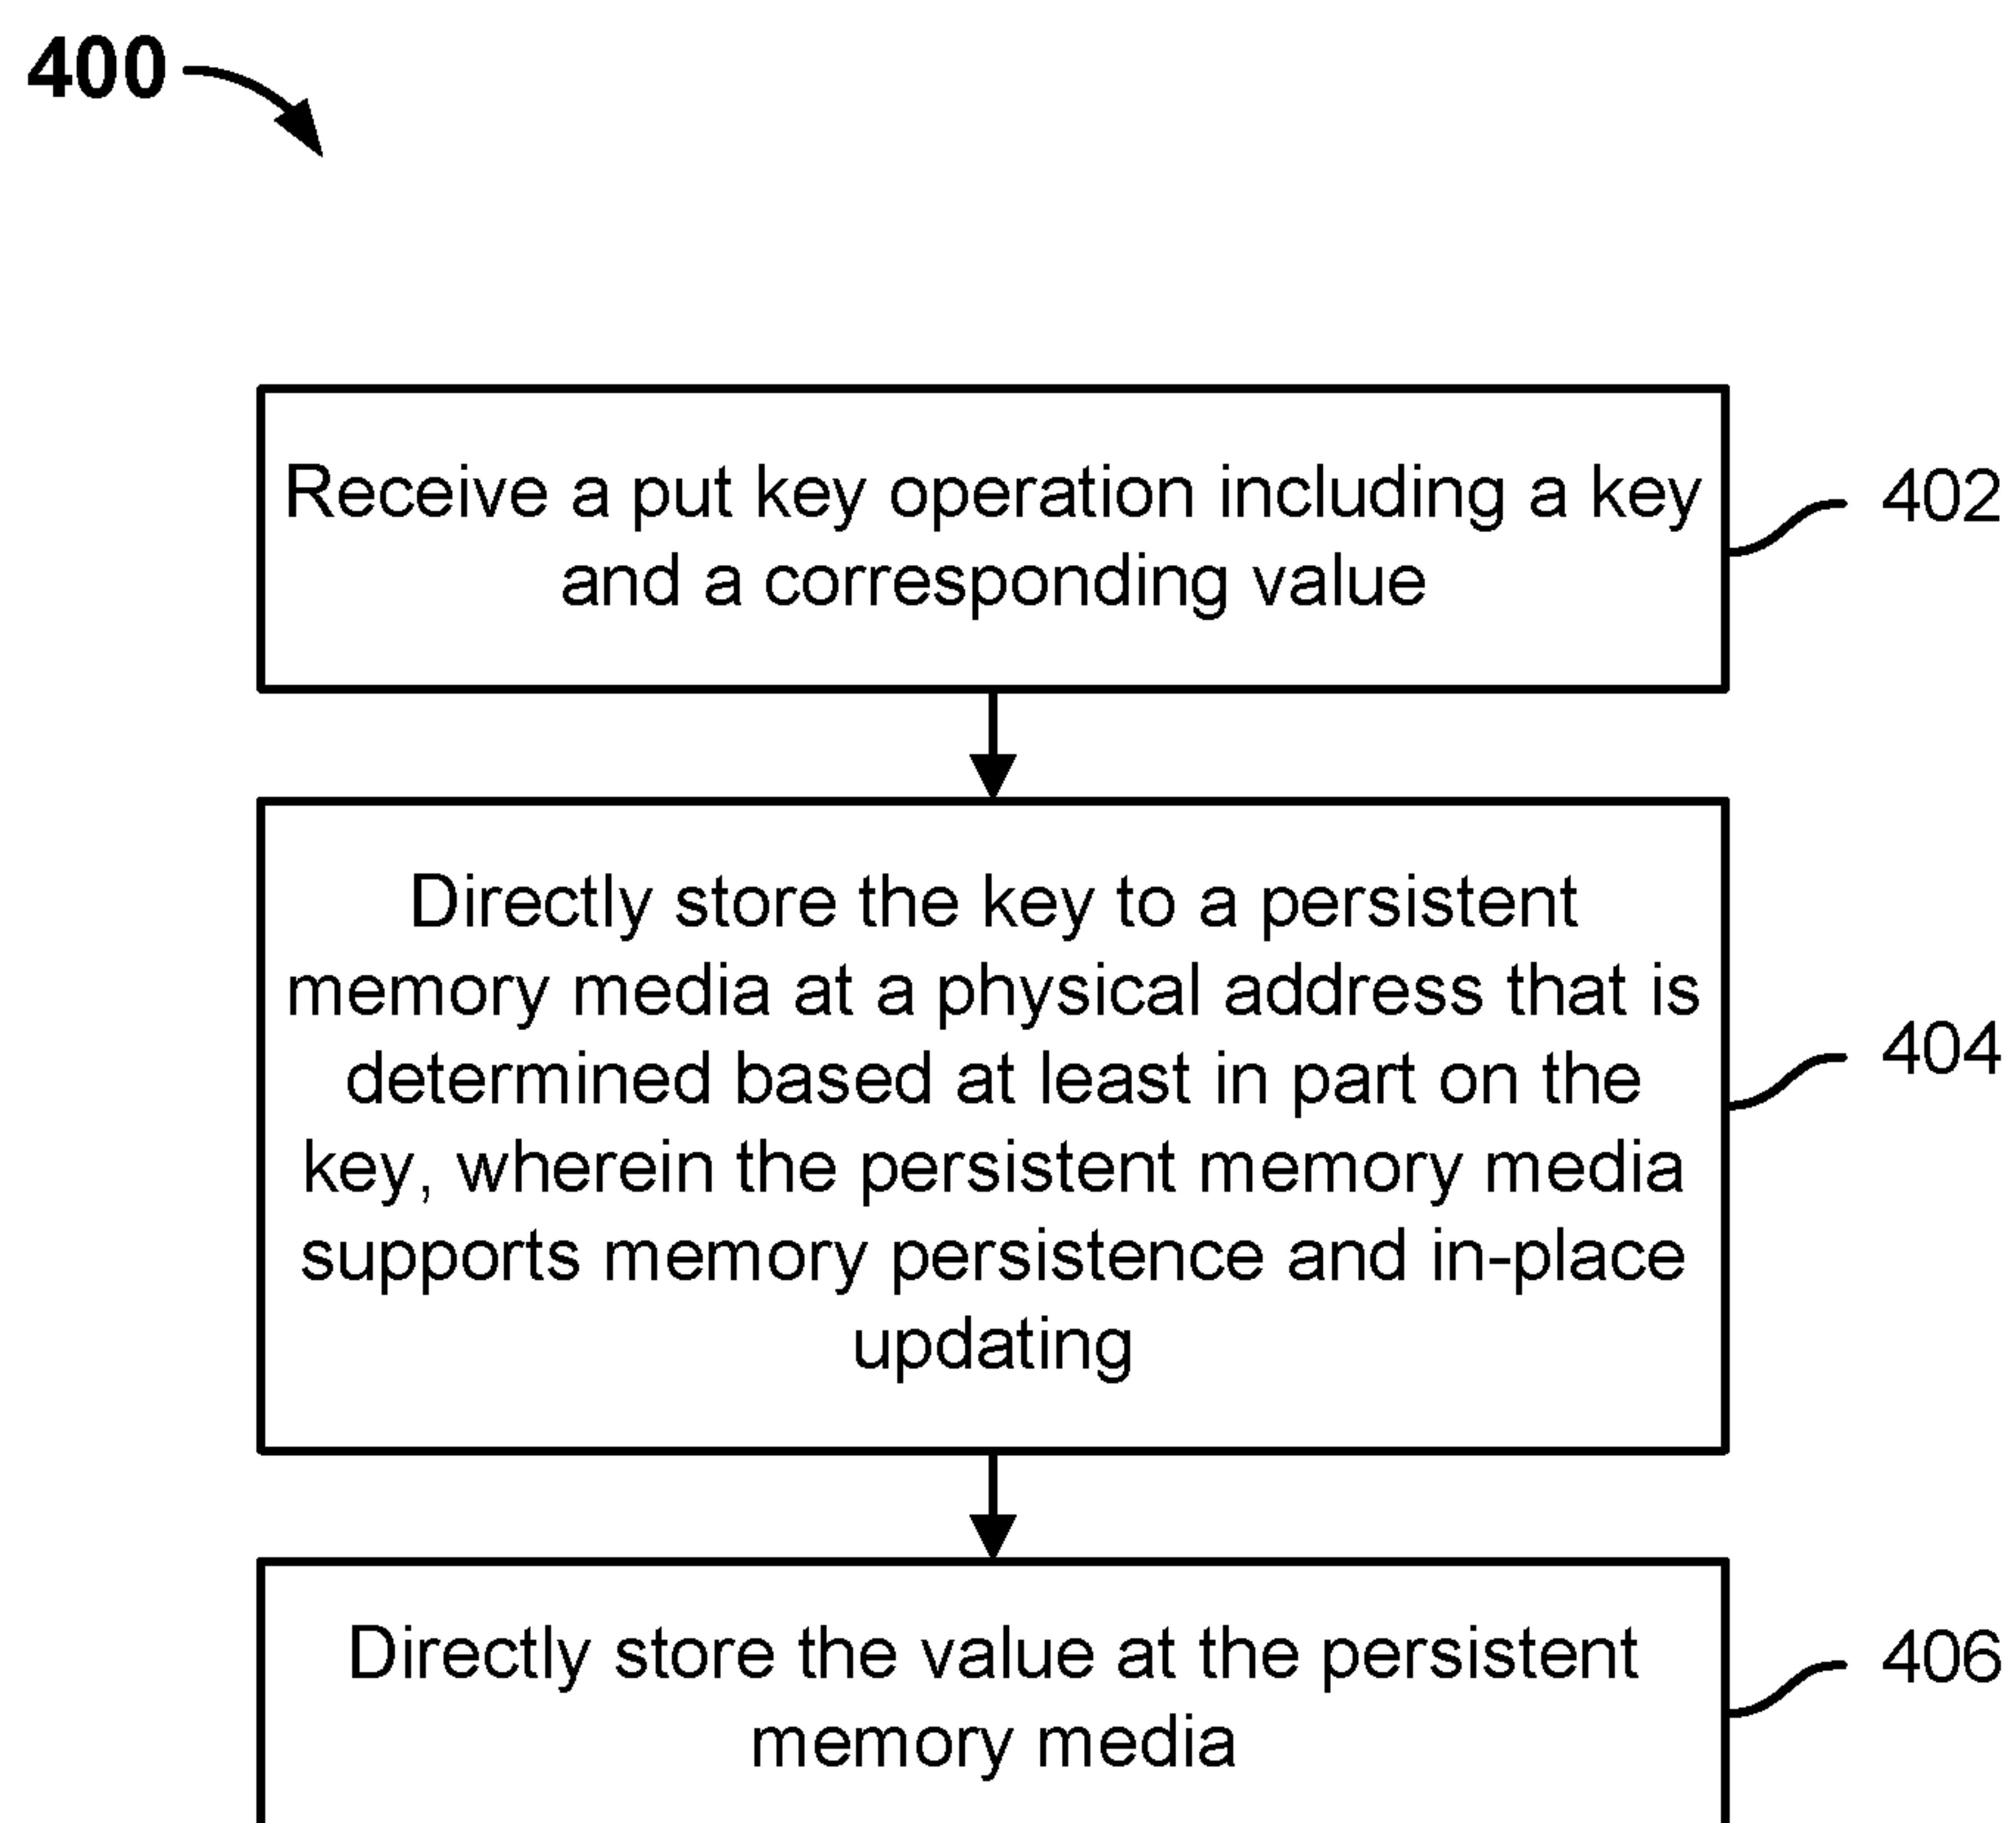 400
Receive a put key operation including a key
and a corresponding value
402
Directly store the key to a persistent
memory media at a physical address that is
determined based at least in part on the
key, wherein the persistent memory media
supports memory persistence and in-place
updating
404
Directly store the value at the persistent
memory media
406